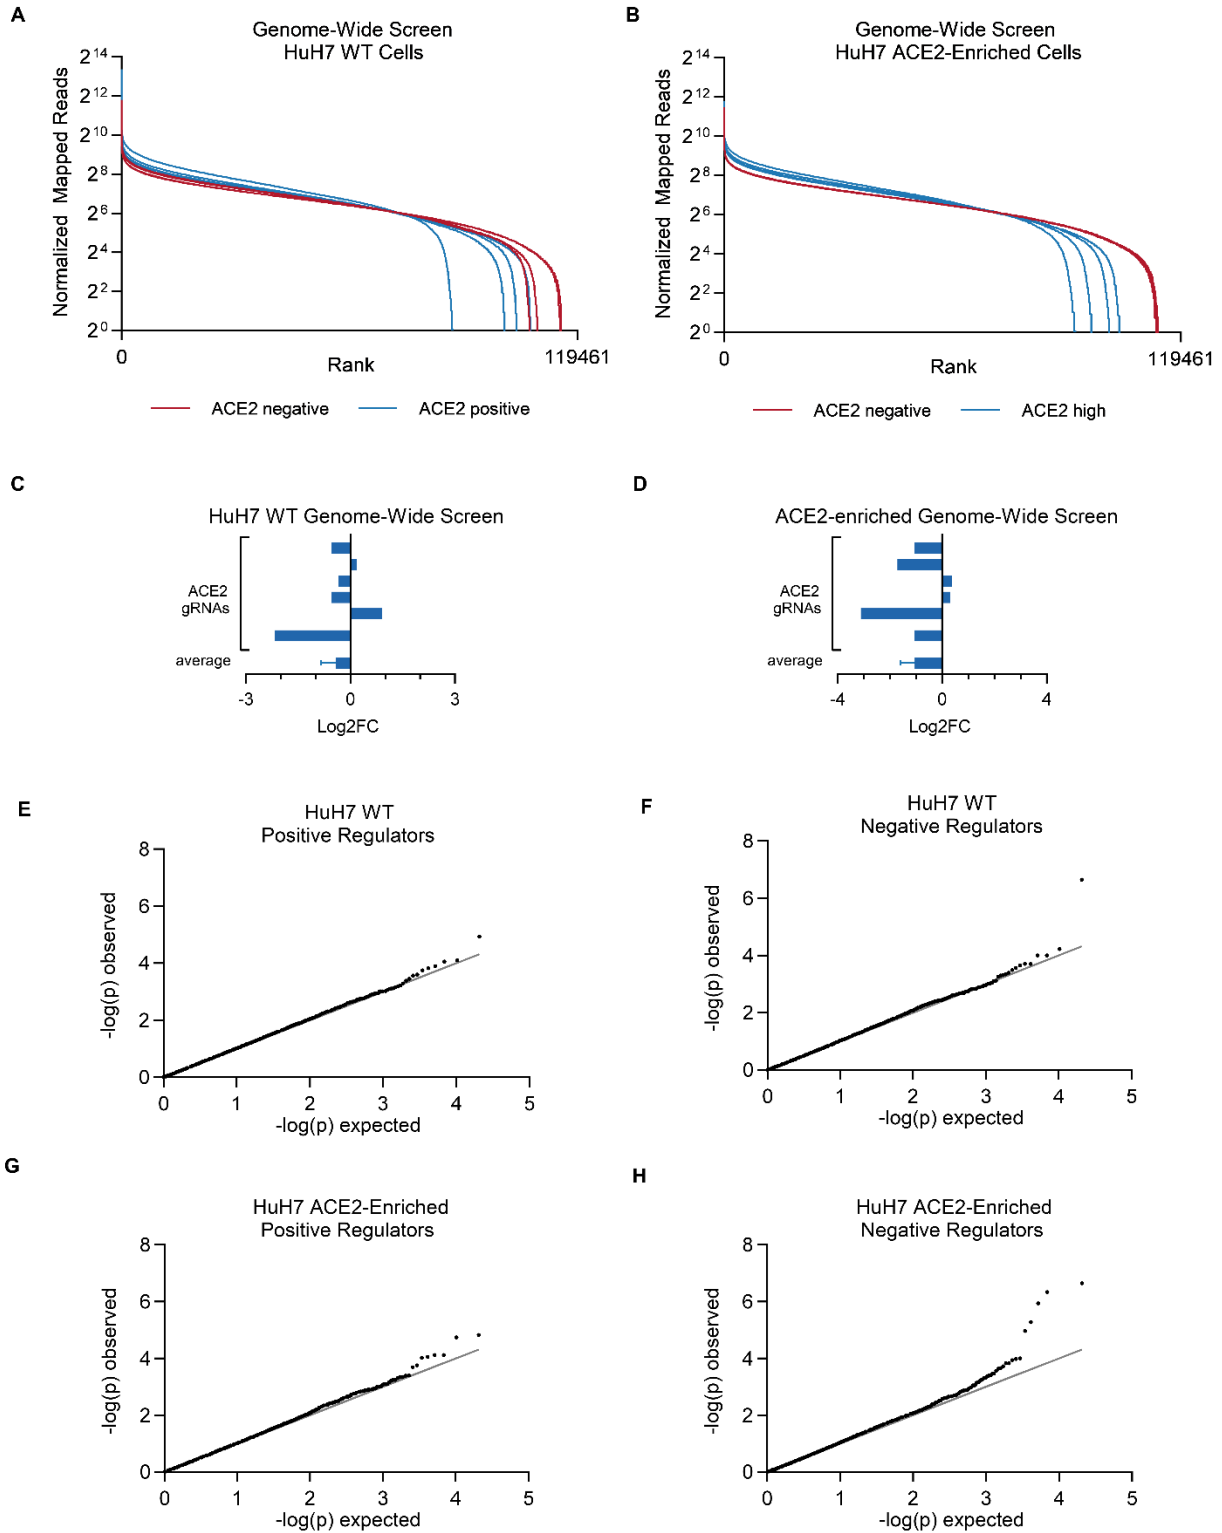 A
Genome-Wide Screen
HuH7 WT Cells
Normalized Mapped Reads
2^14
2^12
2^10
2^8
2^6
2^4
2^2
2^0
0
Rank
119461
ACE2 negative
ACE2 positive
B
Genome-Wide Screen
HuH7 ACE2-Enriched Cells
Normalized Mapped Reads
2^14
2^12
2^10
2^8
2^6
2^4
2^2
2^0
0
Rank
119461
ACE2 negative
ACE2 high
C
HuH7 WT Genome-Wide Screen
ACE2
gRNAs
average
-3
0
3
Log2FC
D
ACE2-enriched Genome-Wide Screen
ACE2
gRNAs
average
-4
0
4
Log2FC
E
HuH7 WT
Positive Regulators
-log(p) observed
8
6
4
2
0
0 1 2 3 4 5
-log(p) expected
F
HuH7 WT
Negative Regulators
-log(p) observed
8
6
4
2
0
0 1 2 3 4 5
-log(p) expected
G
HuH7 ACE2-Enriched
Positive Regulators
-log(p) observed
8
6
4
2
0
0 1 2 3 4 5
-log(p) expected
H
HuH7 ACE2-Enriched
Negative Regulators
-log(p) observed
8
6
4
2
0
0 1 2 3 4 5
-log(p) expected